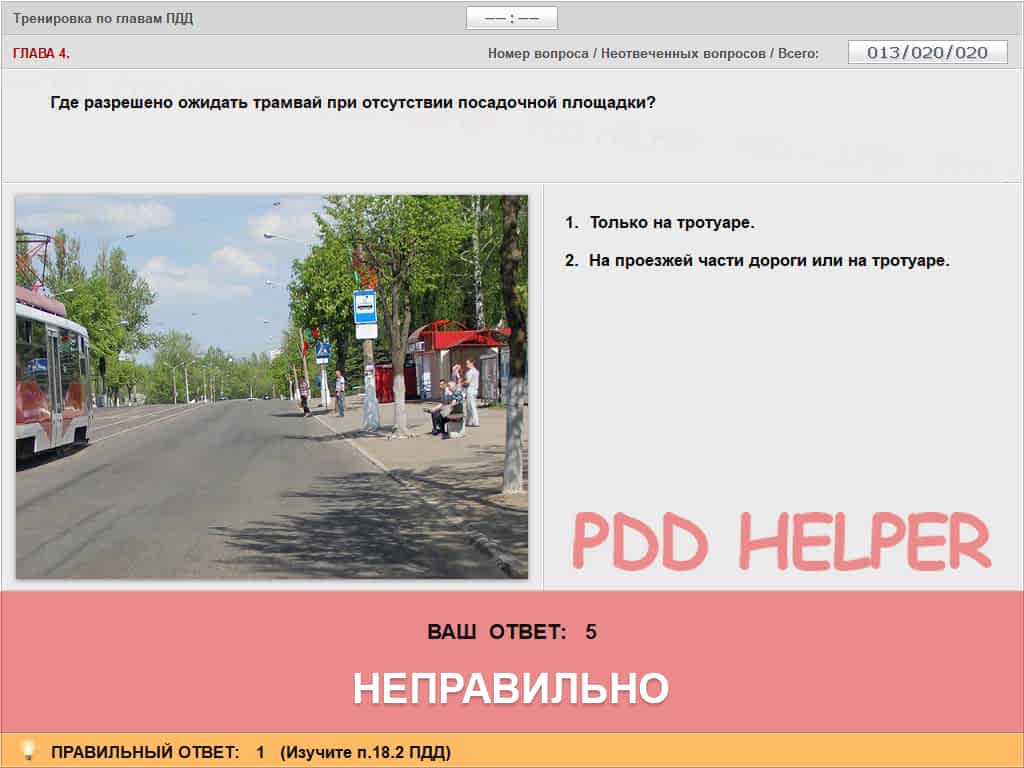 Тренировка по главам ПДД
–– : ––
ГЛАВА 4.
Номер вопроса / Неотвеченных вопросов / Всего:
013/020/020
Где разрешено ожидать трамвай при отсутствии посадочной площадки?
1. Только на тротуаре.
2. На проезжей части дороги или на тротуаре.
PDD HELPER
ВАШ ОТВЕТ: 5
НЕПРАВИЛЬНО
ПРАВИЛЬНЫЙ ОТВЕТ: 1 (Изучите п.18.2 ПДД)